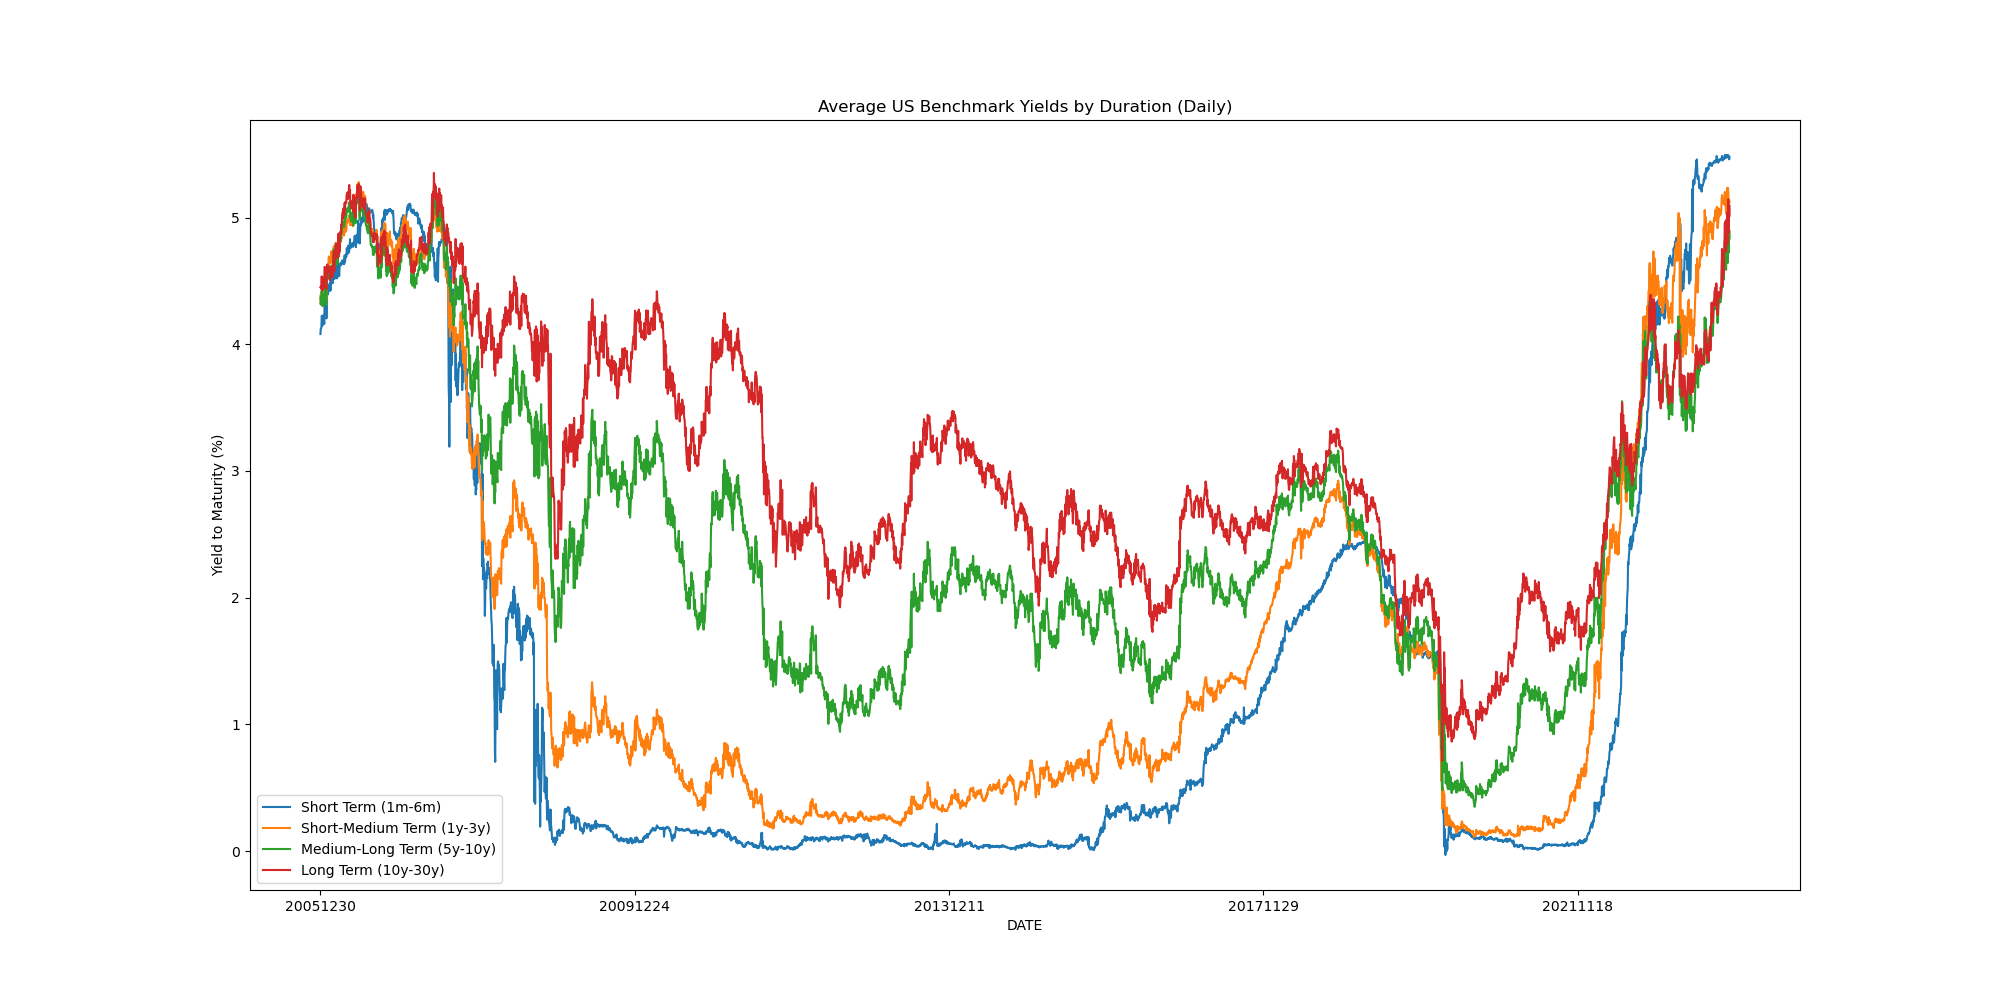 Average US Benchmark Yields by Duration (Daily)
Yield to Maturity (%)
5
4
3
2
1
0
Short Term (1m-6m)
Short-Medium Term (1y-3y)
Medium-Long Term (5y-10y)
Long Term (10y-30y)
20051230 20091224 20131211 20171129 20211118
DATE